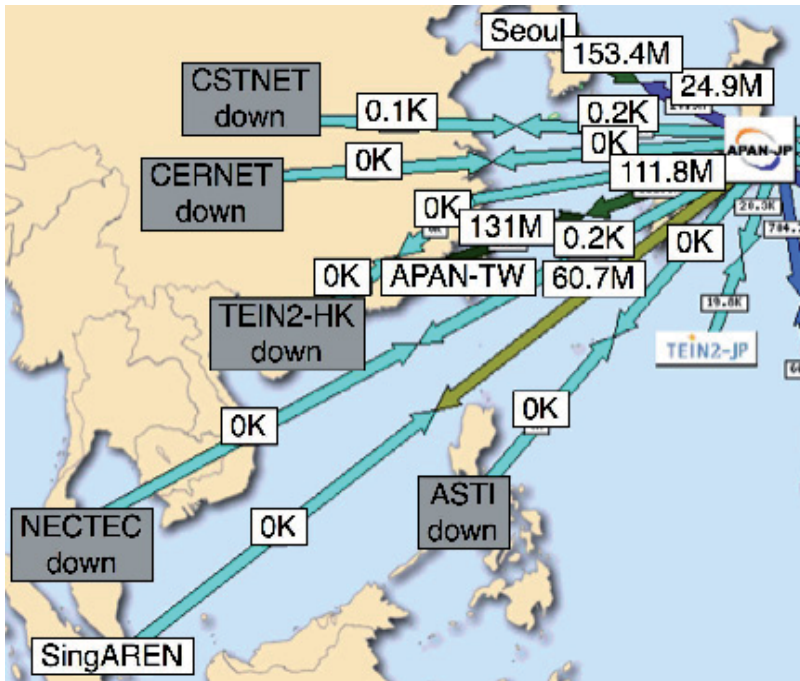 Seoul
153.4M
24.9M
CSTNET
down
0.1K
0.2K
0K
APAN-JP
CERNET
down
0K
111.8M
0K
131M
0.2K
0K
0K
APAN-TW
60.7M
TEIN2-HK
down
19.8K
TEIN2-JP
0K
0K
ASTI
down
NECTEC
down
0K
SingAREN